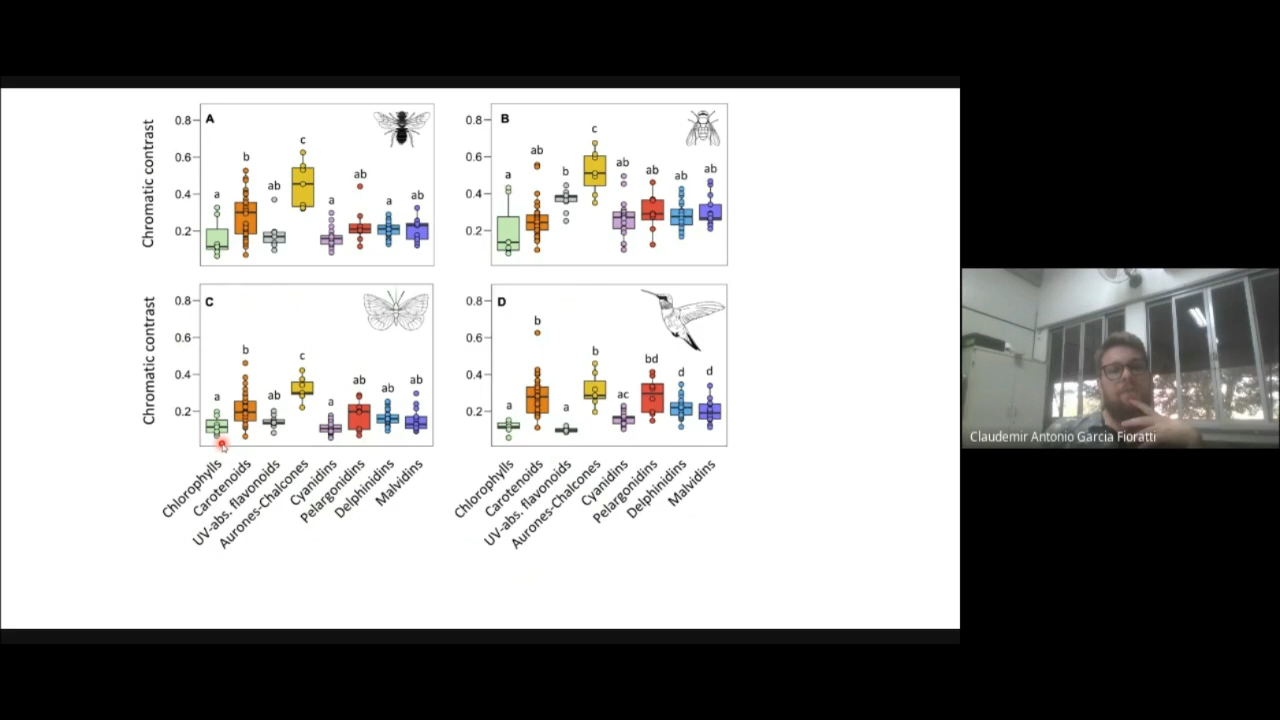 A
Chromatic contrast
0.8
0.6
0.4
0.2
a
b
ab
c
a
ab
a
ab
B
0.8
0.6
0.4
0.2
a
ab
b
c
ab
ab
ab
ab
C
Chromatic contrast
0.8
0.6
0.4
0.2
a
b
ab
c
a
ab
ab
ab
D
0.8
0.6
0.4
0.2
a
b
a
b
ac
bd
d
d
Chlorophylls
Carotenoids
UV-abs. flavonoids
Aurones-Chalcones
Cyanidins
Pelargonidins
Delphinidins
Malvidins
Chlorophylls
Carotenoids
UV-abs. flavonoids
Aurones-Chalcones
Cyanidins
Pelargonidins
Delphinidins
Malvidins
Claudemir Antonio Garcia Fioratti